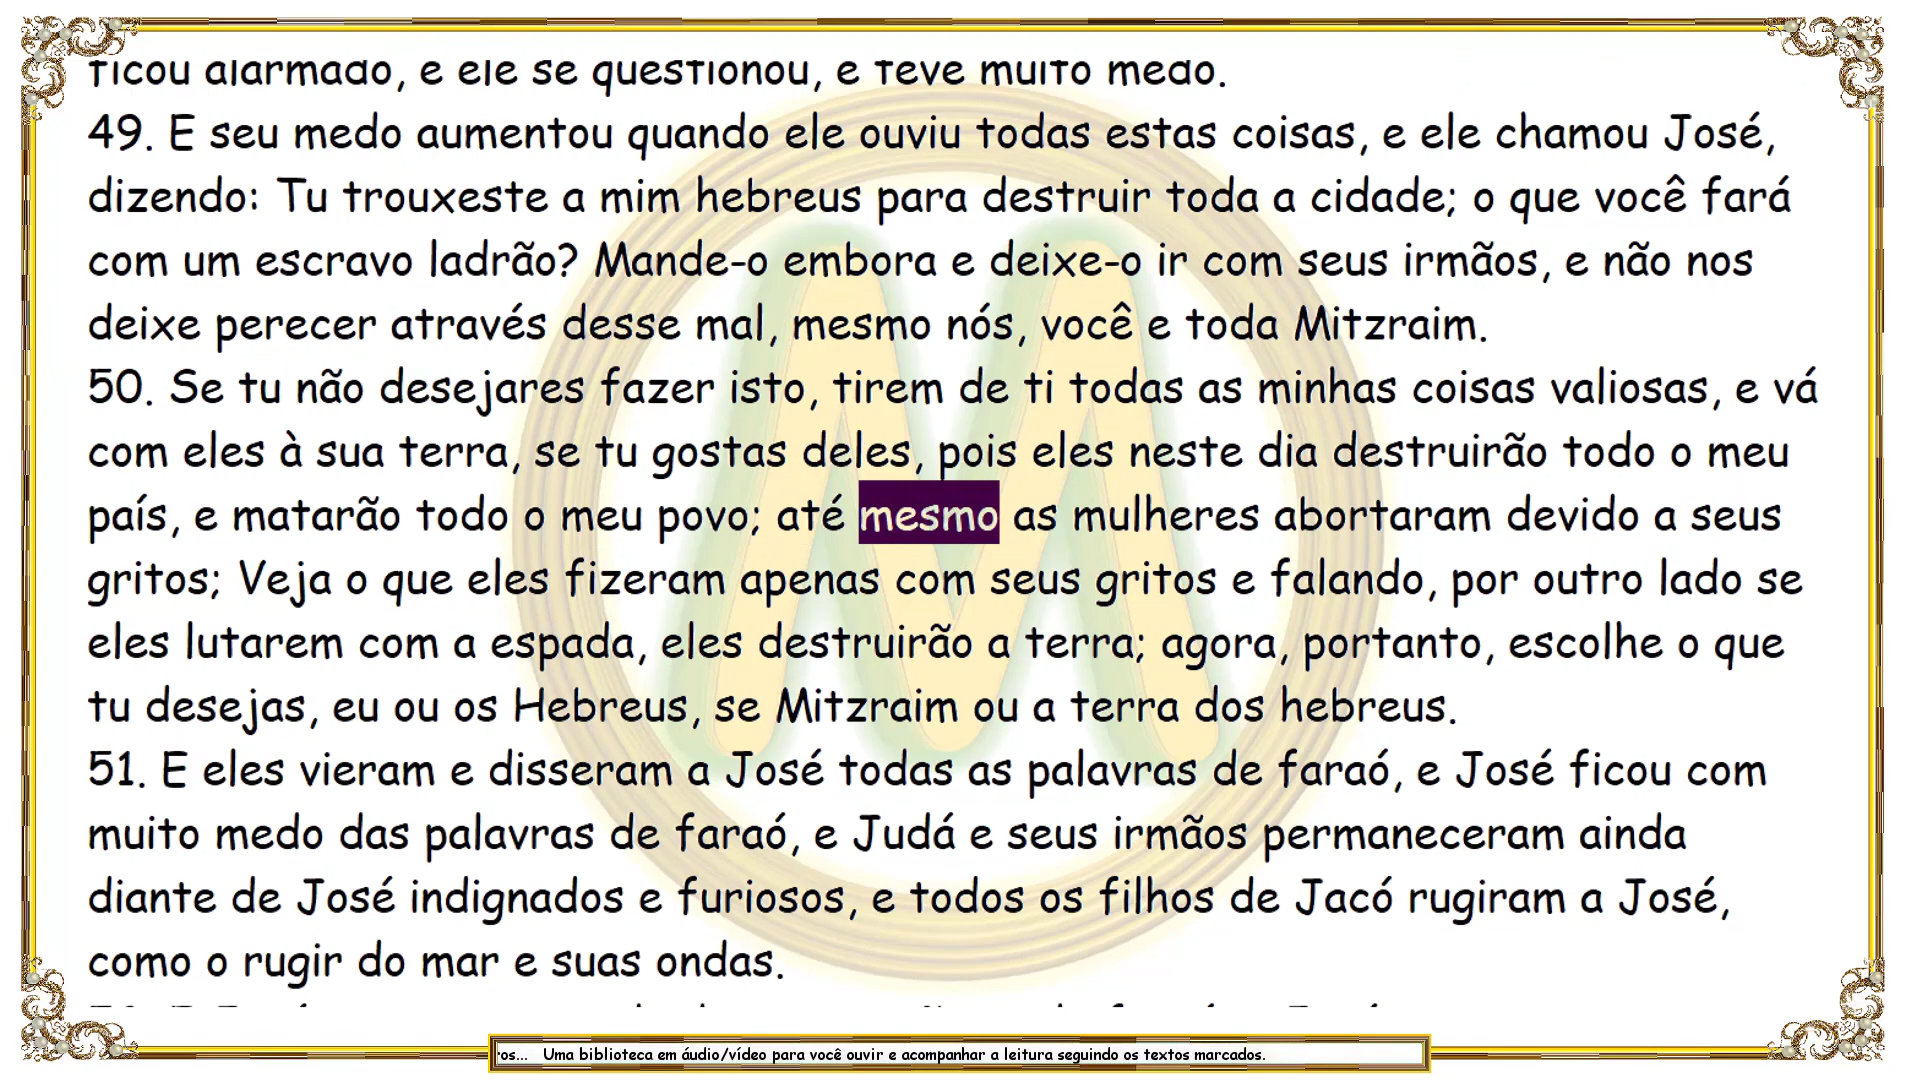 ficou alarmado, e ele se questionou, e teve muito medo.
49. E seu medo aumentou quando ele ouviu todas estas coisas, e ele chamou José,
dizendo: Tu trouxeste a mim hebreus para destruir toda a cidade; o que você fará
com um escravo ladrão? Mande-o embora e deixe-o ir com seus irmãos, e não nos
deixe perecer através desse mal, mesmo nós, você e toda Mitzraim.
50. Se tu não desejares fazer isto, tirem de ti todas as minhas coisas valiosas, e vá
com eles à sua terra, se tu gostas deles, pois eles neste dia destruirão todo o meu
país, e matarão todo o meu povo; até mesmo as mulheres abortaram devido a seus
gritos; Veja o que eles fizeram apenas com seus gritos e falando, por outro lado se
eles lutarem com a espada, eles destruirão a terra; agora, portanto, escolhe o que
tu desejas, eu ou os Hebreus, se Mitzraim ou a terra dos hebreus.
51. E eles vieram e disseram a José todas as palavras de faraó, e José ficou com
muito medo das palavras de faraó, e Judá e seus irmãos permaneceram ainda
diante de José indignados e furiosos, e todos os filhos de Jacó rugiram a José,
como o rugir do mar e suas ondas.
ros... Uma biblioteca em áudio/vídeo para você ouvir e acompanhar a leitura seguindo os textos marcados.